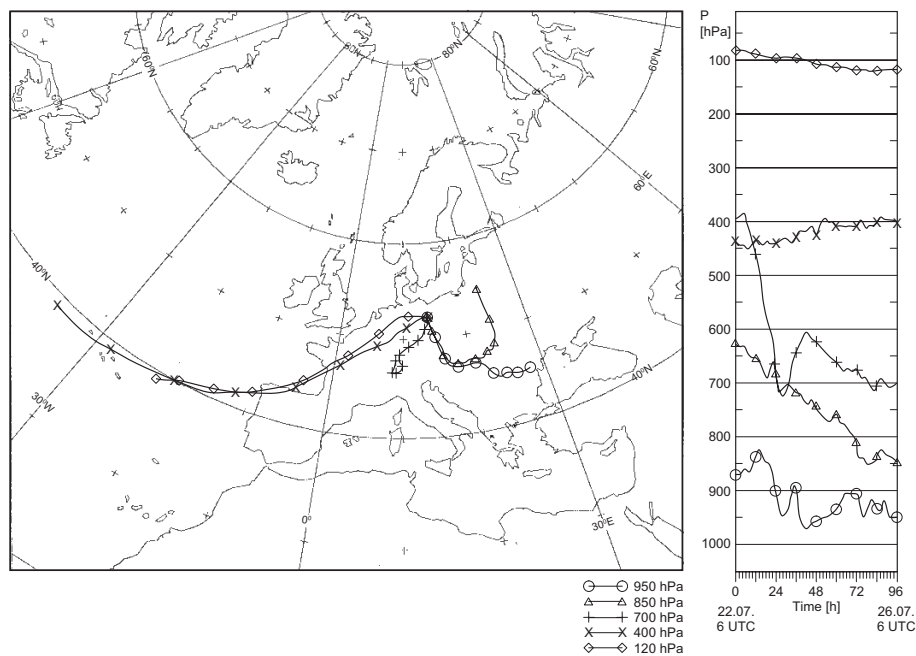 P
[hPa]
100
200
300
400
500
600
700
800
900
1000
0
24
48
72
96
Time [h]
22.07.
6 UTC
26.07.
6 UTC
80°N
60°N
60°N
60°E
40°N
40°N
30°W
0°
30°E
950 hPa
850 hPa
700 hPa
400 hPa
120 hPa